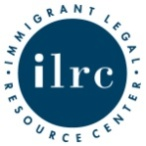 IMMIGRANT LEGAL
ilrc
RESOURCE CENTER